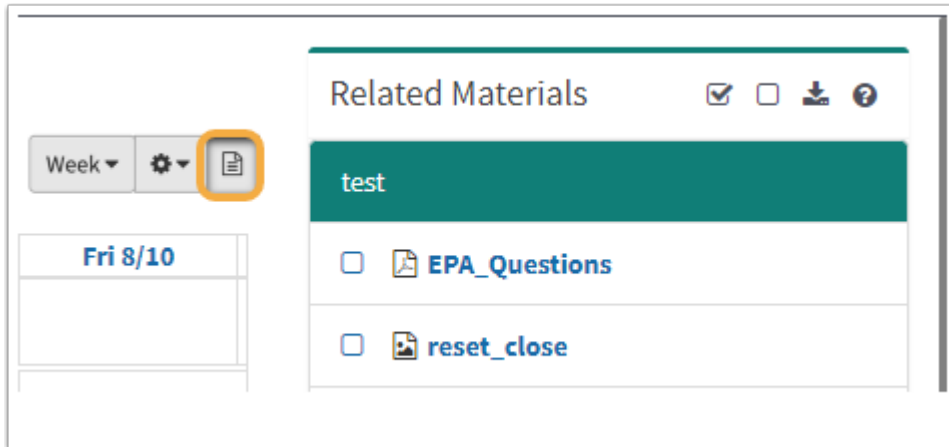 Related Materials
Week
test
Fri 8/10
EPA_Questions
reset_close